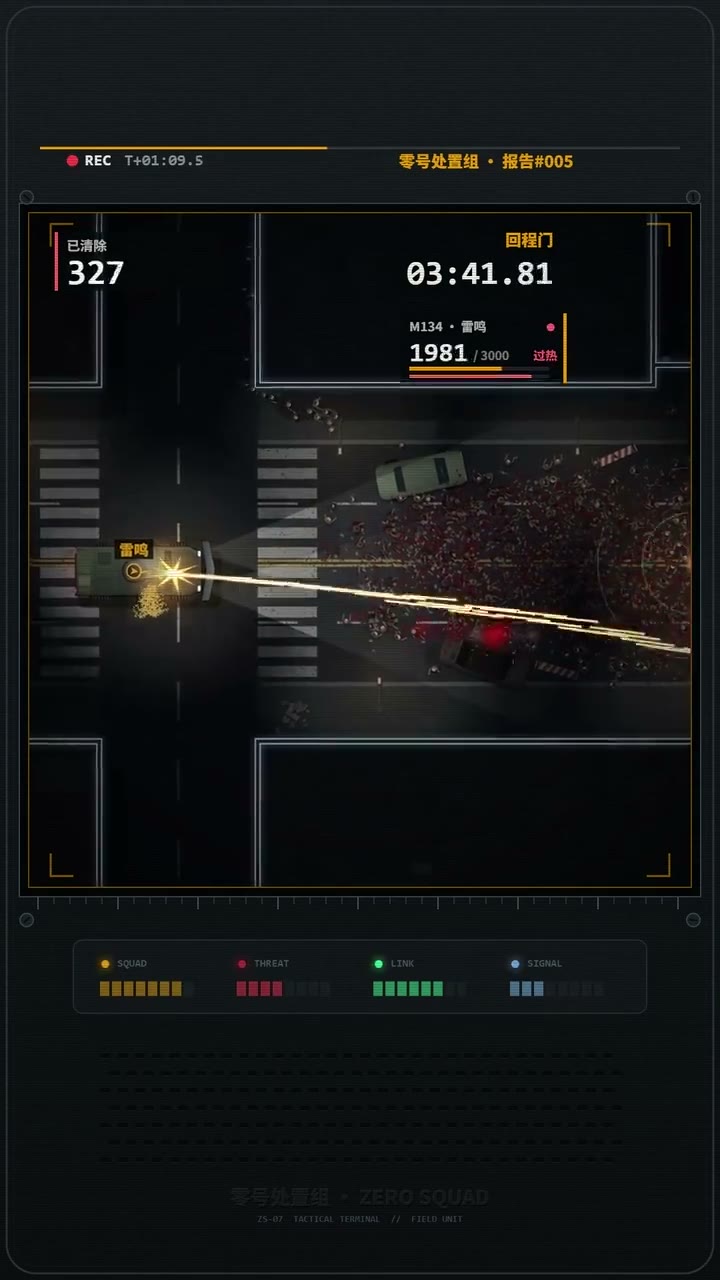 REC T+01:09.5
零号处置组 · 报告#005
已清除
327
回程门
03:41.81
M134 · 雷鸣
1981 / 3000 过热
雷鸣
SQUAD THREAT LINK SIGNAL
零号处置组 · ZERO SQUAD
ZS-07 TACTICAL TERMINAL // FIELD UNIT